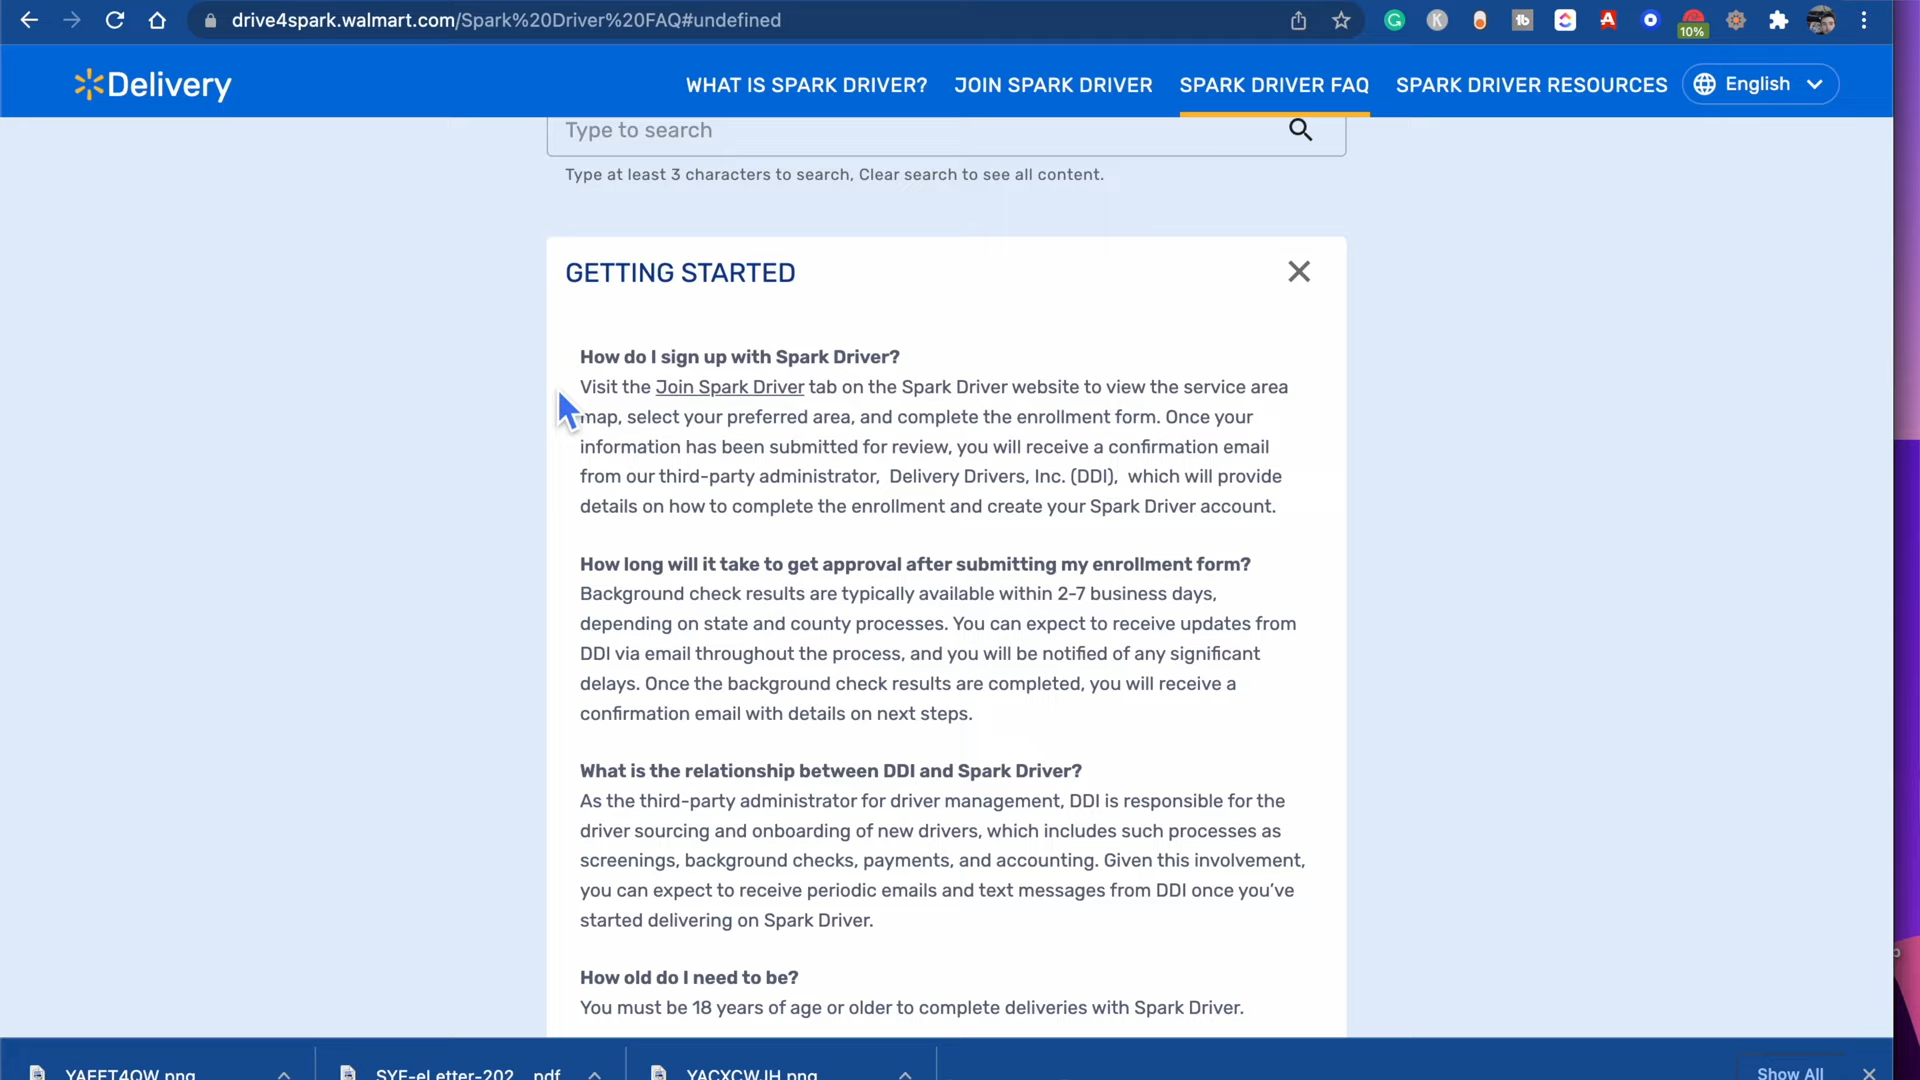 drive4spark.walmart.com/Spark%20Driver%20FAQ#undefined
10%
Delivery
WHAT IS SPARK DRIVER? JOIN SPARK DRIVER SPARK DRIVER FAQ SPARK DRIVER RESOURCES English
Type to search
Type at least 3 characters to search, Clear search to see all content.
GETTING STARTED
How do I sign up with Spark Driver?
Visit the Join Spark Driver tab on the Spark Driver website to view the service area
map, select your preferred area, and complete the enrollment form. Once your
information has been submitted for review, you will receive a confirmation email
from our third-party administrator, Delivery Drivers, Inc. (DDI), which will provide
details on how to complete the enrollment and create your Spark Driver account.
How long will it take to get approval after submitting my enrollment form?
Background check results are typically available within 2-7 business days,
depending on state and county processes. You can expect to receive updates from
DDI via email throughout the process, and you will be notified of any significant
delays. Once the background check results are completed, you will receive a
confirmation email with details on next steps.
What is the relationship between DDI and Spark Driver?
As the third-party administrator for driver management, DDI is responsible for the
driver sourcing and onboarding of new drivers, which includes such processes as
screenings, background checks, payments, and accounting. Given this involvement,
you can expect to receive periodic emails and text messages from DDI once you've
started delivering on Spark Driver.
How old do I need to be?
You must be 18 years of age or older to complete deliveries with Spark Driver.
YAFFT4QW.png SYF-eLetter-202....pdf YACXCWJH.png Show All